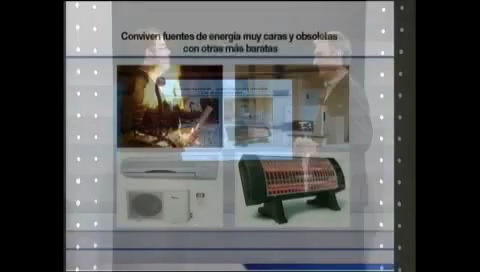 Conviven fuentes de energía muy caras y obsoletas
con otras más baratas